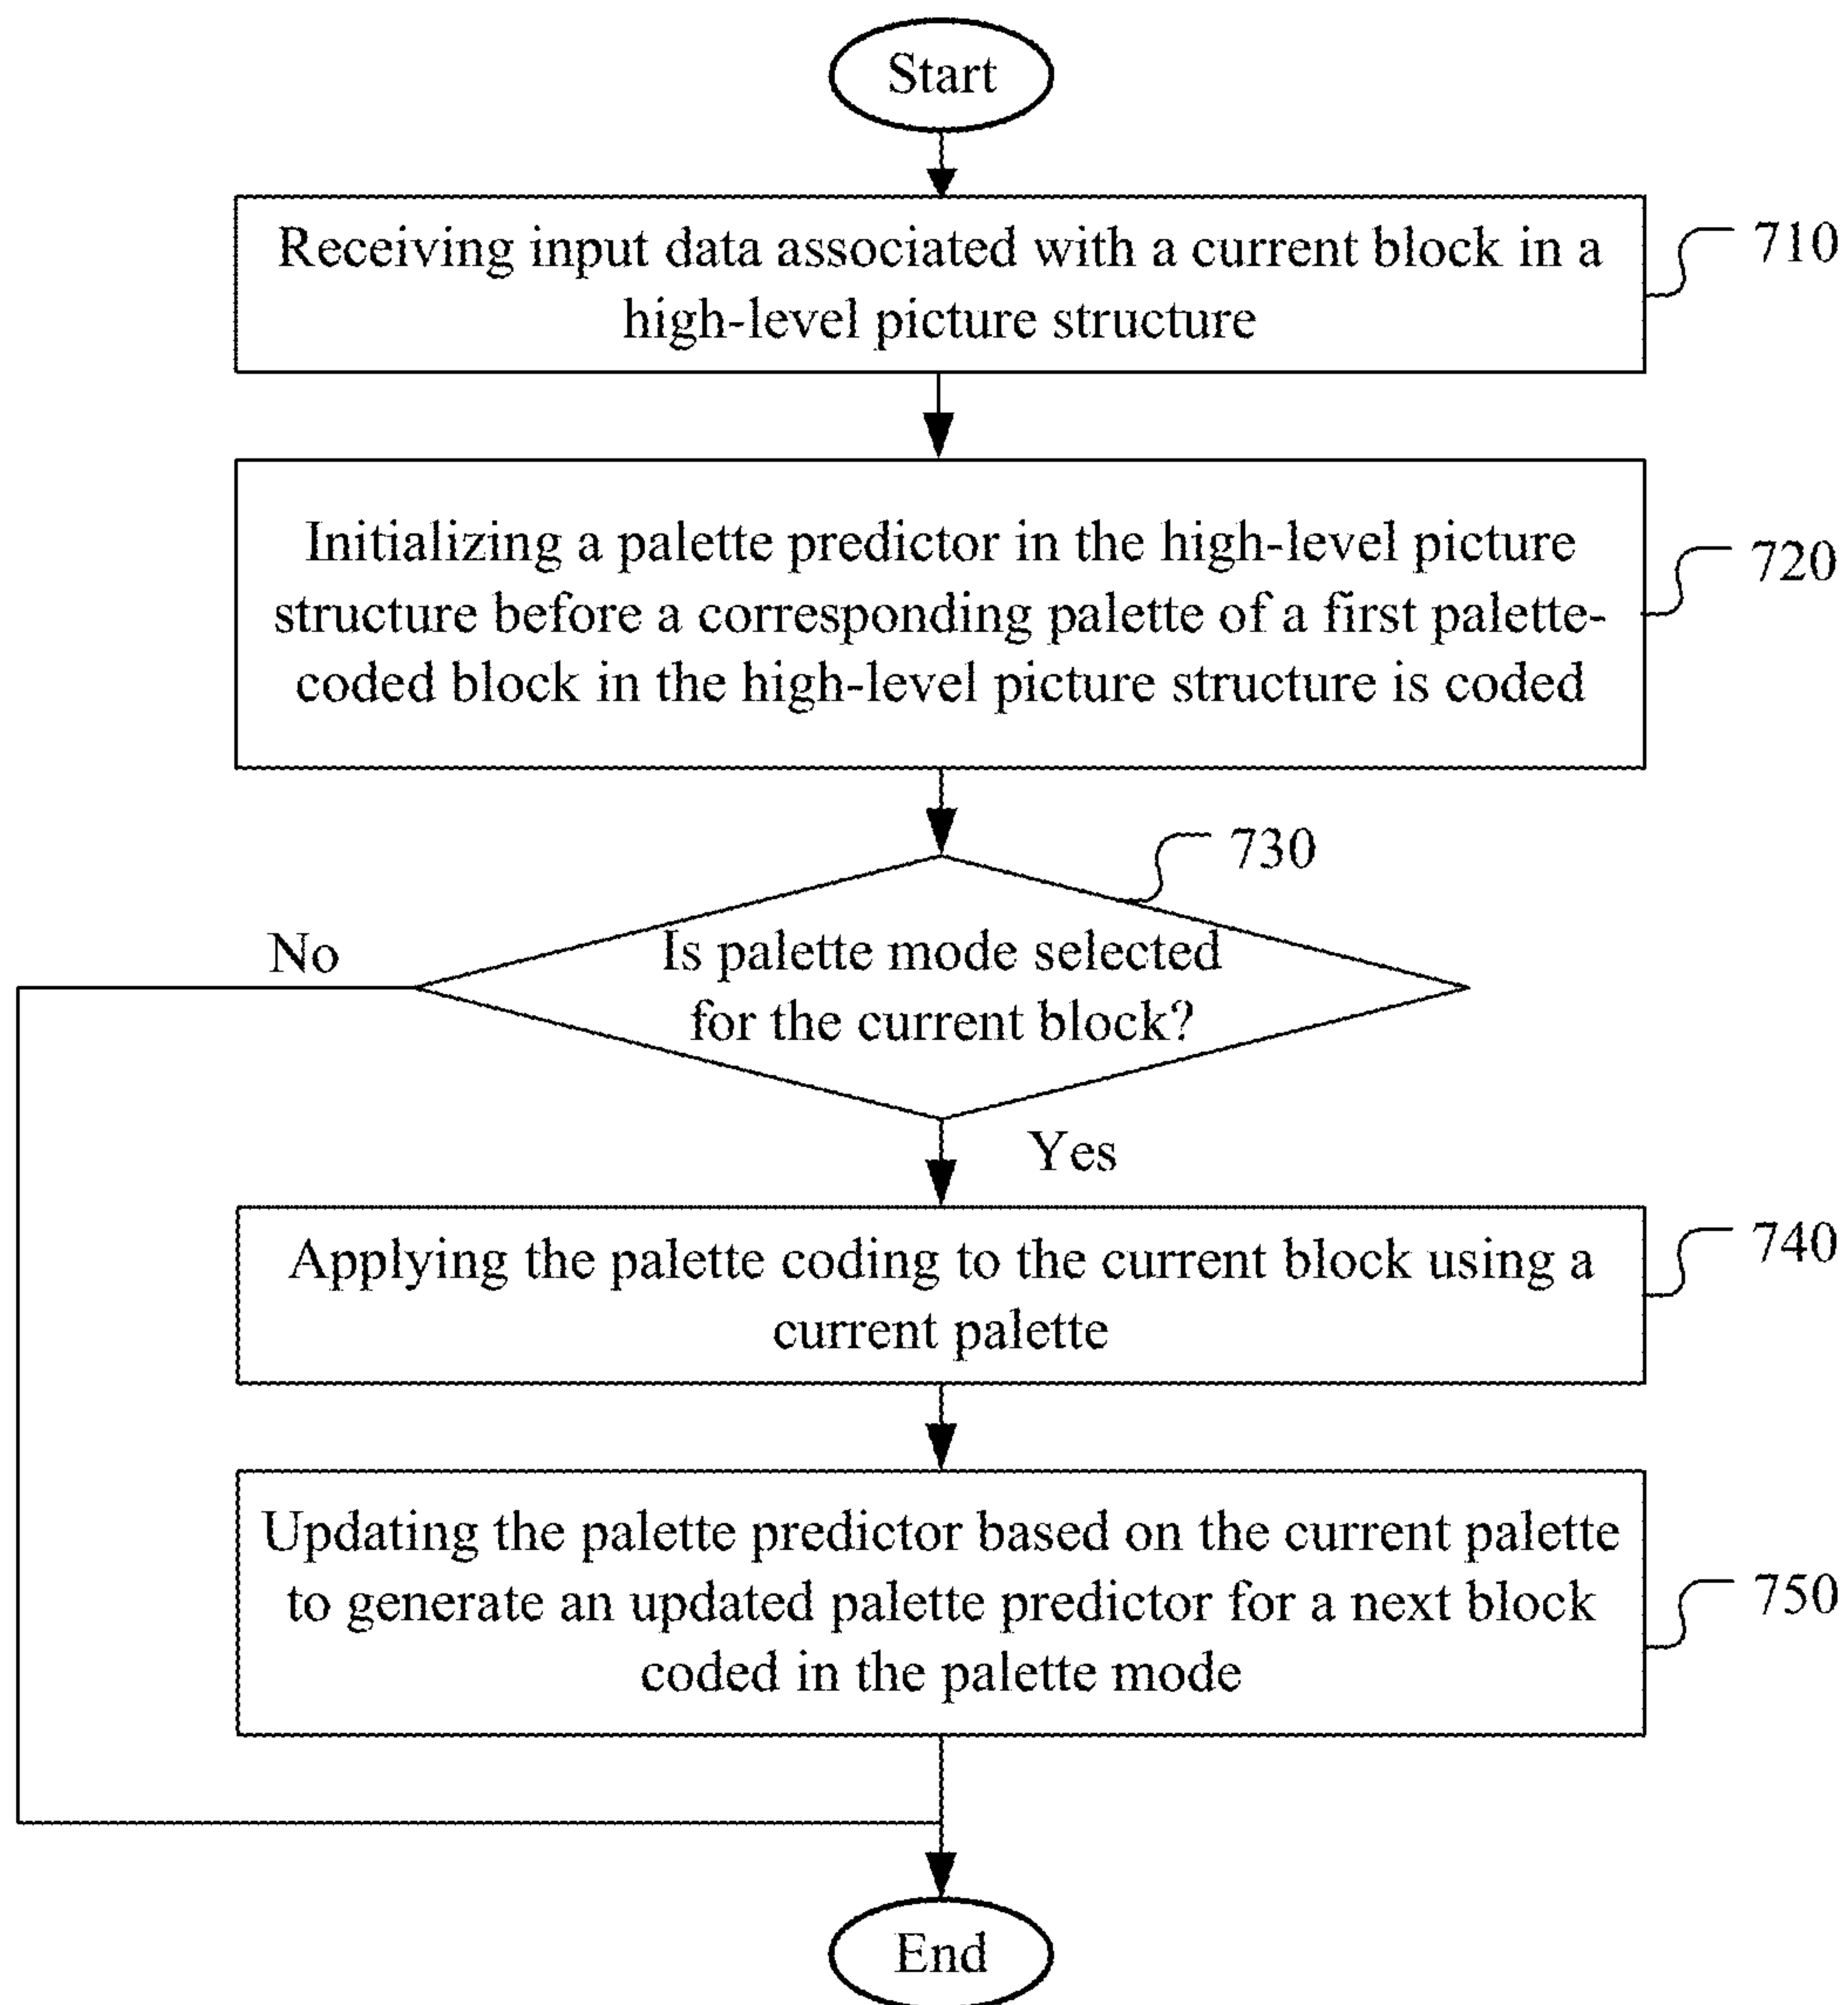 Start
Receiving input data associated with a current block in a
high-level picture structure
710
Initializing a palette predictor in the high-level picture
structure before a corresponding palette of a first palette-
coded block in the high-level picture structure is coded
720
730
No
Is palette mode selected
for the current block?
Yes
Applying the palette coding to the current block using a
current palette
740
Updating the palette predictor based on the current palette
to generate an updated palette predictor for a next block
coded in the palette mode
750
End